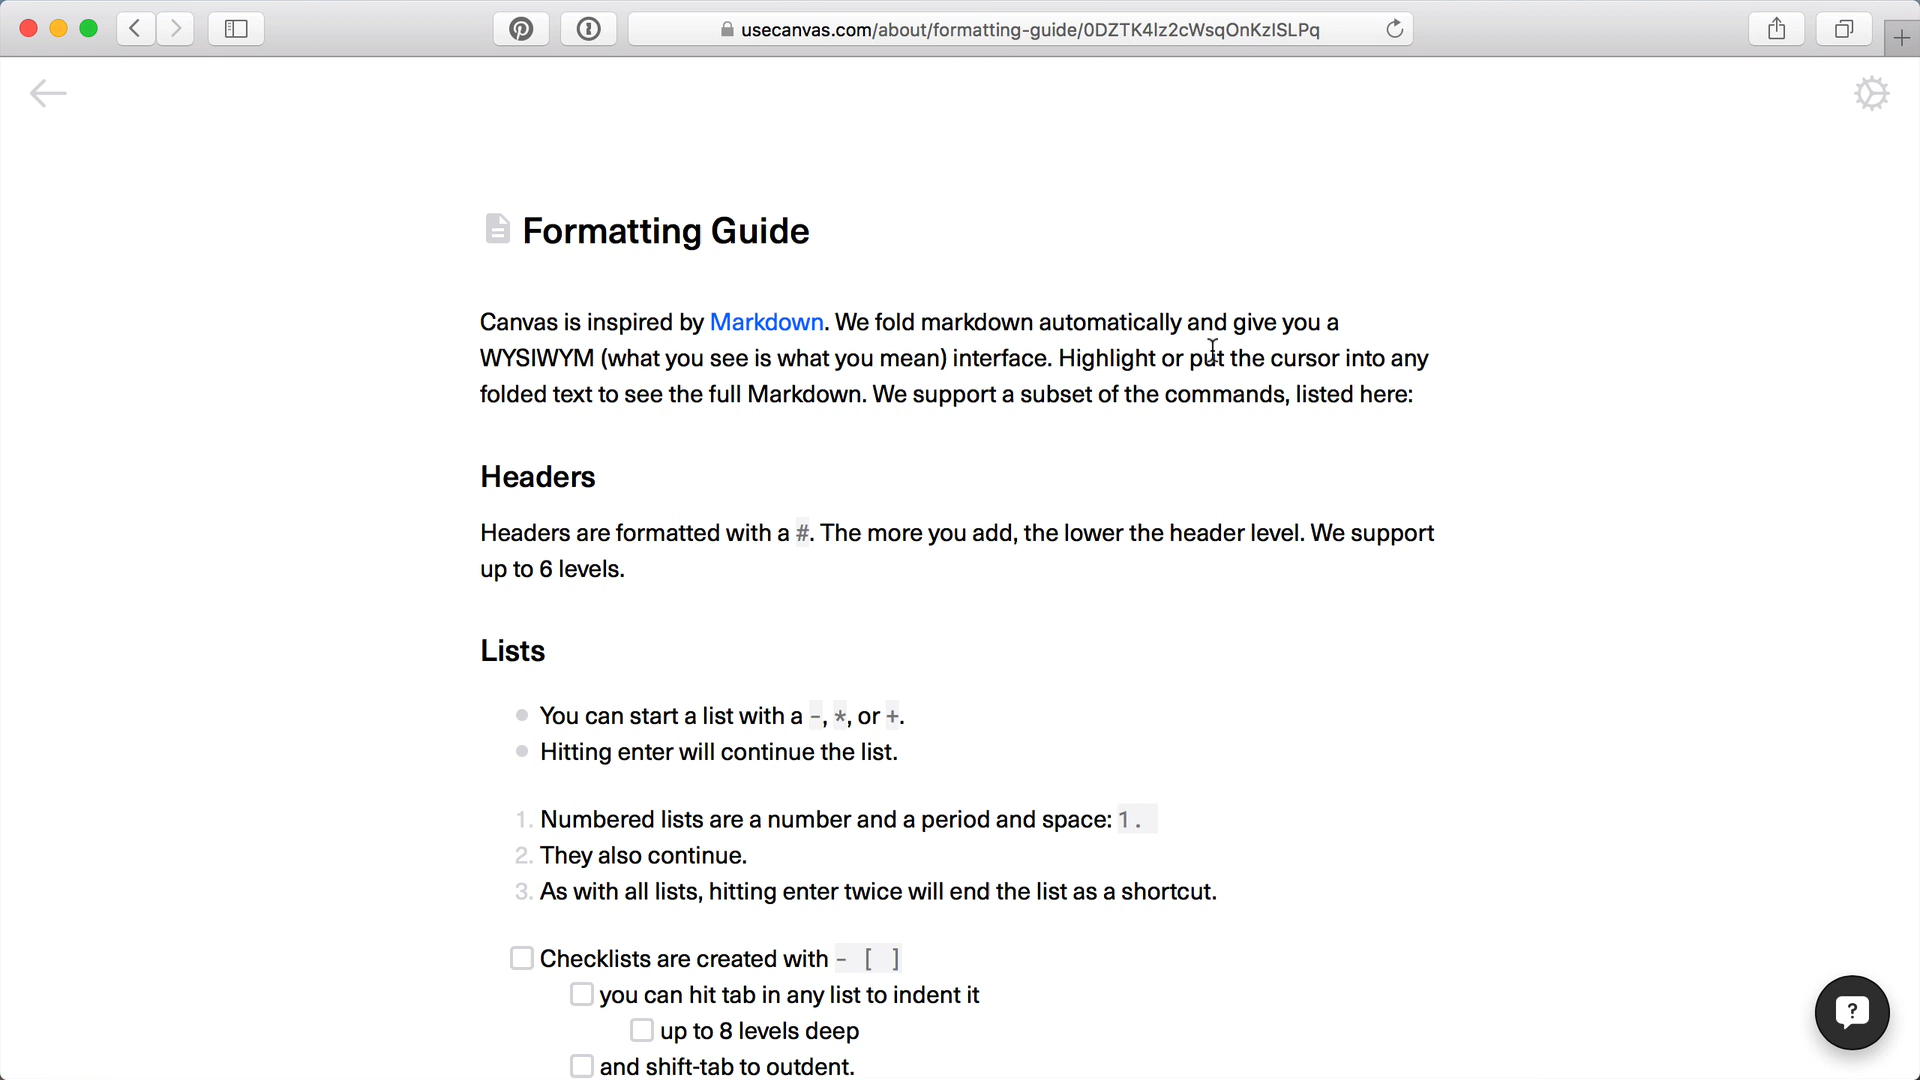 usecanvas.com/about/formatting-guide/0DZTK4lz2cWsqOnKzlSLPq
Formatting Guide
Canvas is inspired by Markdown. We fold markdown automatically and give you a
WYSIWYM (what you see is what you mean) interface. Highlight or put the cursor into any
folded text to see the full Markdown. We support a subset of the commands, listed here:
Headers
Headers are formatted with a #. The more you add, the lower the header level. We support
up to 6 levels.
Lists
You can start a list with a -, *, or +.
Hitting enter will continue the list.
1. Numbered lists are a number and a period and space: 1.
2. They also continue.
3. As with all lists, hitting enter twice will end the list as a shortcut.
Checklists are created with - [ ]
you can hit tab in any list to indent it
up to 8 levels deep
and shift-tab to outdent.